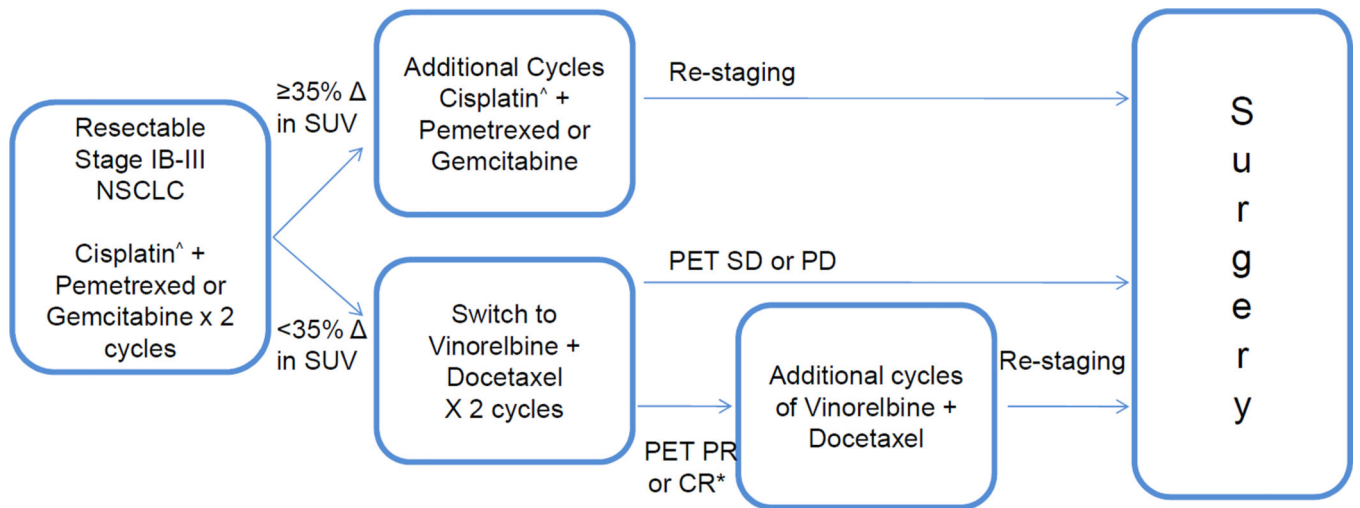 Resectable
Stage IB-III
NSCLC
Cisplatin^ +
Pemetrexed or
Gemcitabine x 2
cycles
≥35% Δ
in SUV
<35% Δ
in SUV
Additional Cycles
Cisplatin^ +
Pemetrexed or
Gemcitabine
Re-staging
Switch to
Vinorelbine +
Docetaxel
X 2 cycles
PET SD or PD
PET PR
or CR*
Additional cycles
of Vinorelbine +
Docetaxel
Re-staging
S
u
r
g
e
r
y